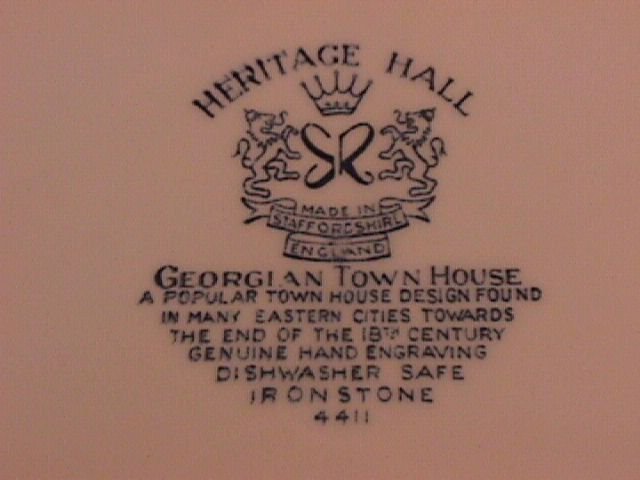 HERITAGE HALL
SR
MADE IN
STAFFORDSHIRE
ENGLAND
GEORGIAN TOWN HOUSE
A POPULAR TOWN HOUSE DESIGN FOUND
IN MANY EASTERN CITIES TOWARDS
THE END OF THE 18TH CENTURY
GENUINE HAND ENGRAVING
DISHWASHER SAFE
IRONSTONE
4411